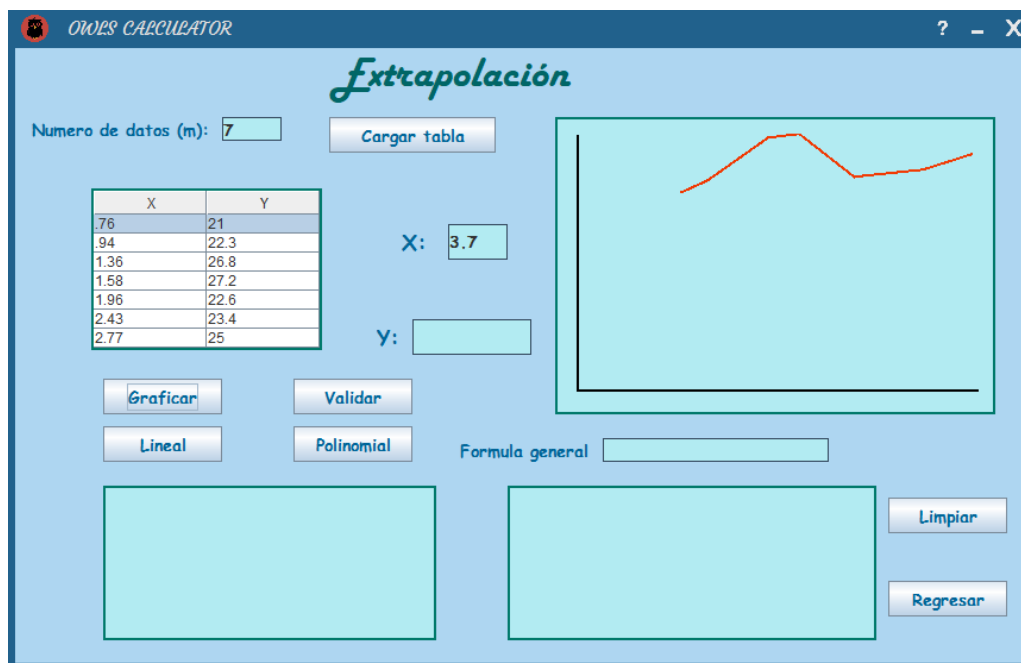 OWLS CALCULATOR ? – X
Extrapolación
Numero de datos (m): 7 Cargar tabla
X Y
.76 21
.94 22.3
1.36 26.8
1.58 27.2
1.96 22.6
2.43 23.4
2.77 25
X: 3.7
Y:
Graficar Validar
Lineal Polinomial
Formula general
Limpiar
Regresar